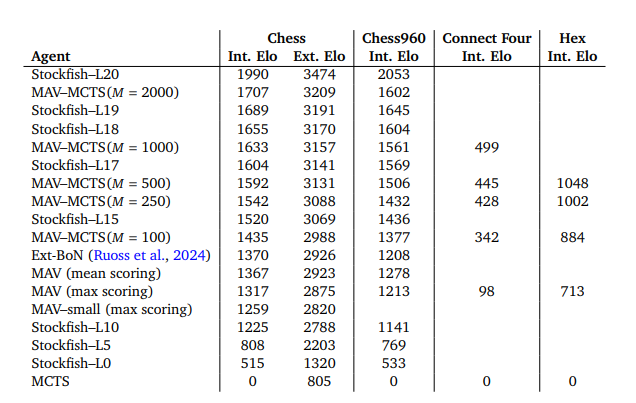 Chess Chess960 Connect Four Hex
Agent Int. Elo Ext. Elo Int. Elo Int. Elo Int. Elo
Stockfish–L20 1990 3474 2053
MAV–MCTS(M = 2000) 1707 3209 1602
Stockfish–L19 1689 3191 1645
Stockfish–L18 1655 3170 1604
MAV–MCTS(M = 1000) 1633 3157 1561 499
Stockfish–L17 1604 3141 1569
MAV–MCTS(M = 500) 1592 3131 1506 445 1048
MAV–MCTS(M = 250) 1542 3088 1432 428 1002
Stockfish–L15 1520 3069 1436
MAV–MCTS(M = 100) 1435 2988 1377 342 884
Ext-BoN (Ruoss et al., 2024) 1370 2926 1208
MAV (mean scoring) 1367 2923 1278
MAV (max scoring) 1317 2875 1213 98 713
MAV–small (max scoring) 1259 2820
Stockfish–L10 1225 2788 1141
Stockfish–L5 808 2203 769
Stockfish–L0 515 1320 533
MCTS 0 805 0 0 0